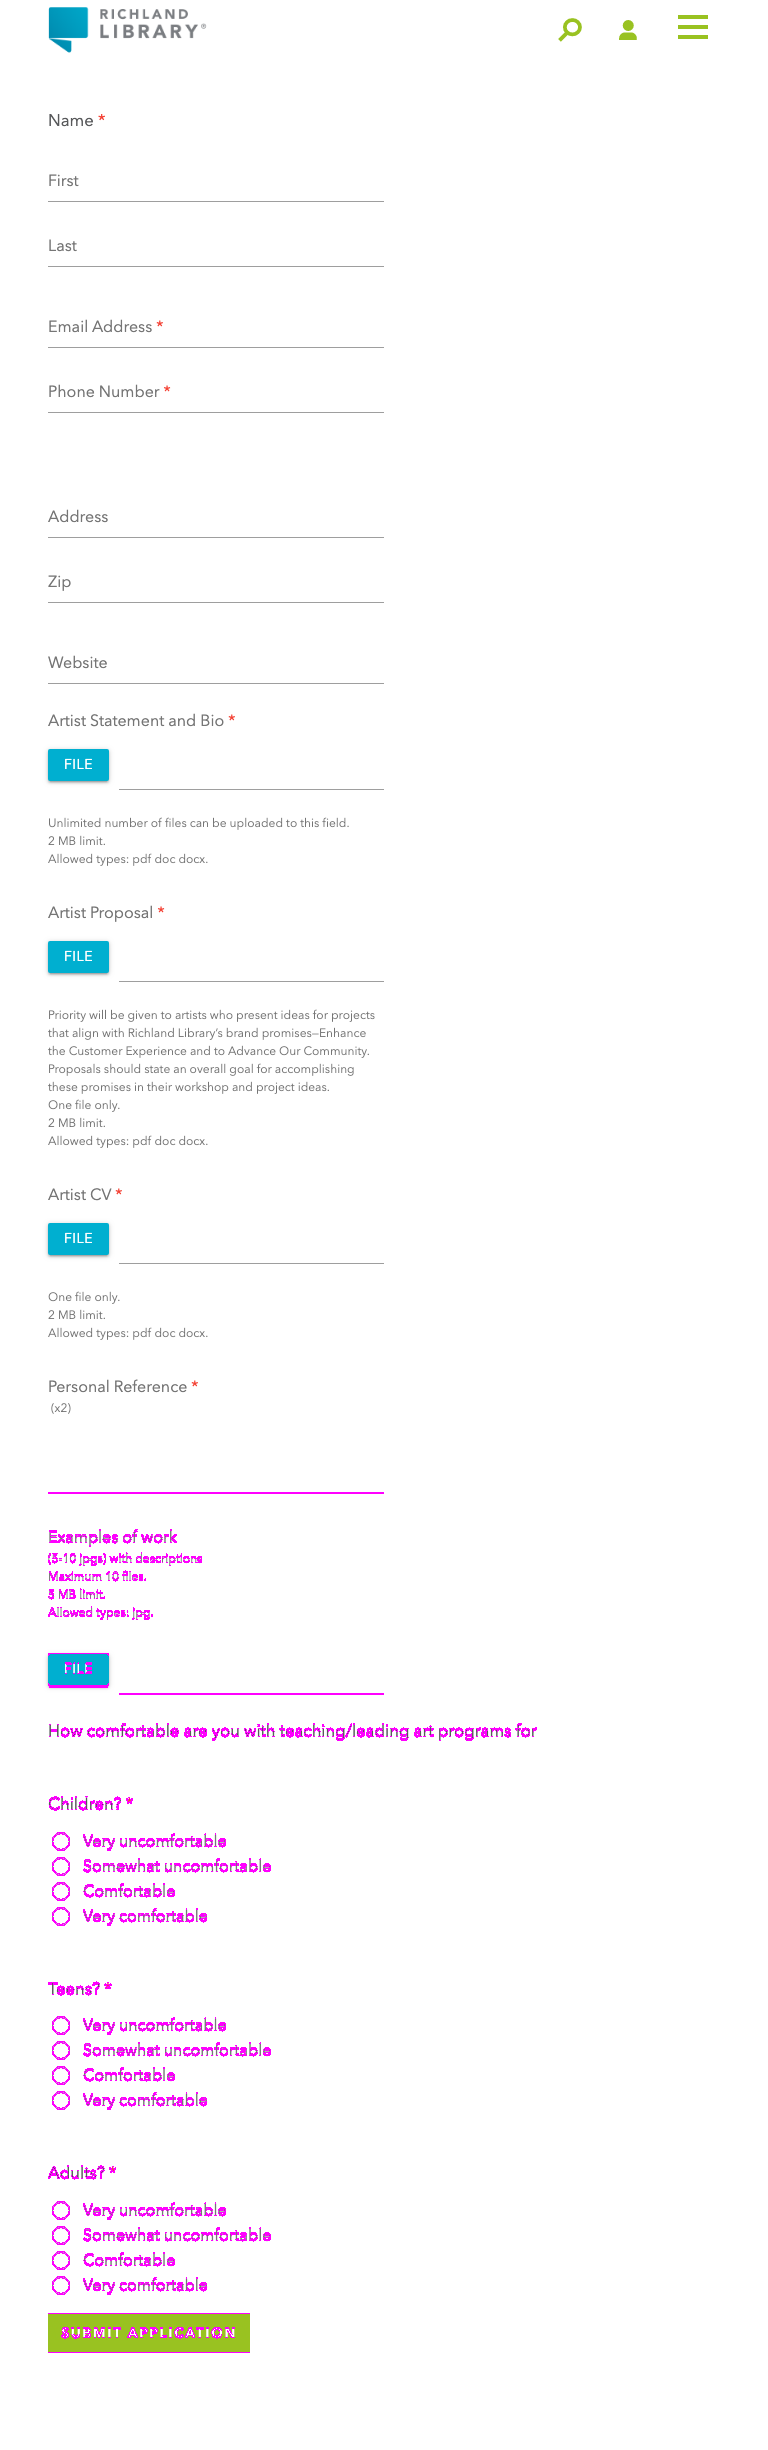 RICHLAND
LIBRARY®
Name *
First
Last
Email Address *
Phone Number *
Address
Zip
Website
Artist Statement and Bio *
FILE
Unlimited number of files can be uploaded to this field.
2 MB limit.
Allowed types: pdf doc docx.
Artist Proposal *
FILE
Priority will be given to artists who present ideas for projects
that align with Richland Library's brand promises—Enhance
the Customer Experience and to Advance Our Community.
Proposals should state an overall goal for accomplishing
these promises in their workshop and project ideas.
One file only.
2 MB limit.
Allowed types: pdf doc docx.
Artist CV *
FILE
One file only.
2 MB limit.
Allowed types: pdf doc docx.
Personal Reference *
(x2)
Examples of work
(3-10 jpgs) with descriptions
Maximum 10 files.
5 MB limit.
Allowed types: jpg.
FILE
How comfortable are you with teaching/leading art programs for
Children? *
Very uncomfortable
Somewhat uncomfortable
Comfortable
Very comfortable
Teens? *
Very uncomfortable
Somewhat uncomfortable
Comfortable
Very comfortable
Adults? *
Very uncomfortable
Somewhat uncomfortable
Comfortable
Very comfortable
SUBMIT APPLICATION